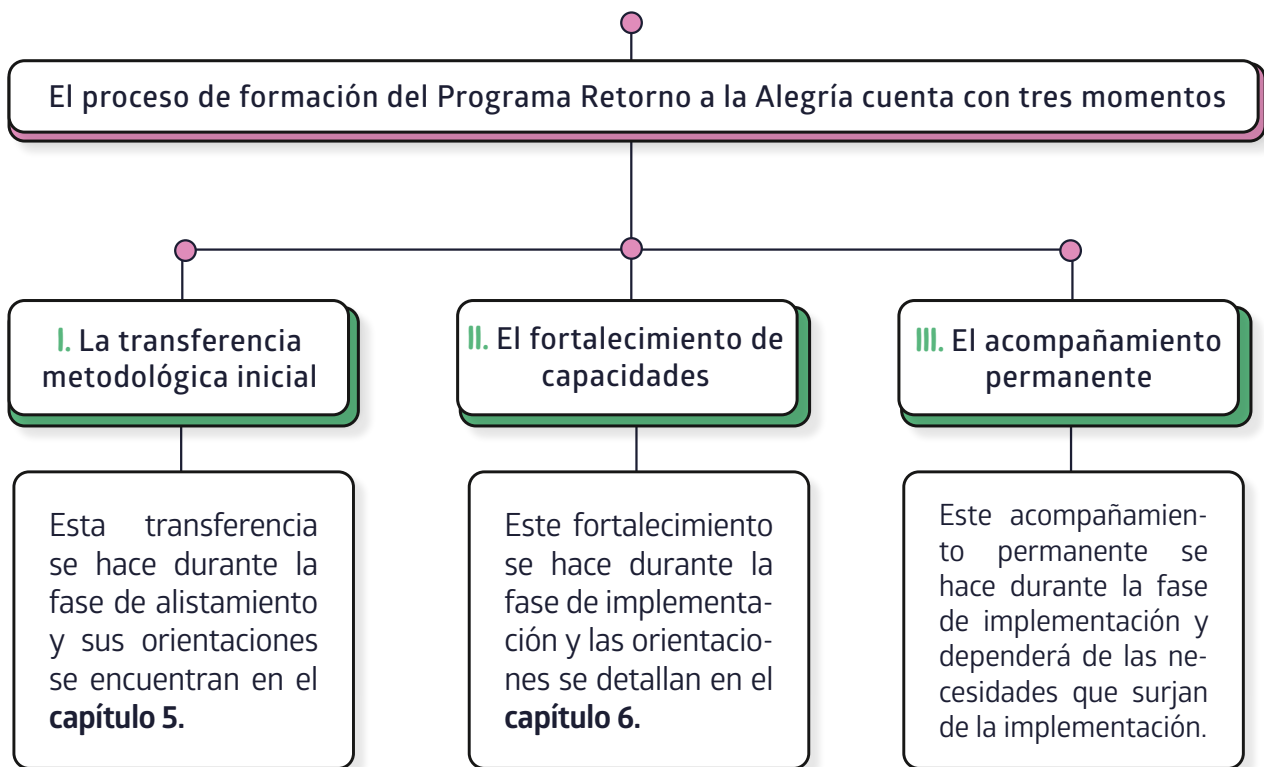 El proceso de formación del Programa Retorno a la Alegría cuenta con tres momentos
I. La transferencia
metodológica inicial
Esta transferencia
se hace durante la
fase de alistamiento
y sus orientaciones
se encuentran en el
capítulo 5.
II. El fortalecimiento de
capacidades
Este fortalecimiento
se hace durante la
fase de implementa-
ción y las orientacio-
nes se detallan en el
capítulo 6.
III. El acompañamiento
permanente
Este acompañamien-
to permanente se
hace durante la fase
de implementación y
dependerá de las ne-
cesidades que surjan
de la implementación.